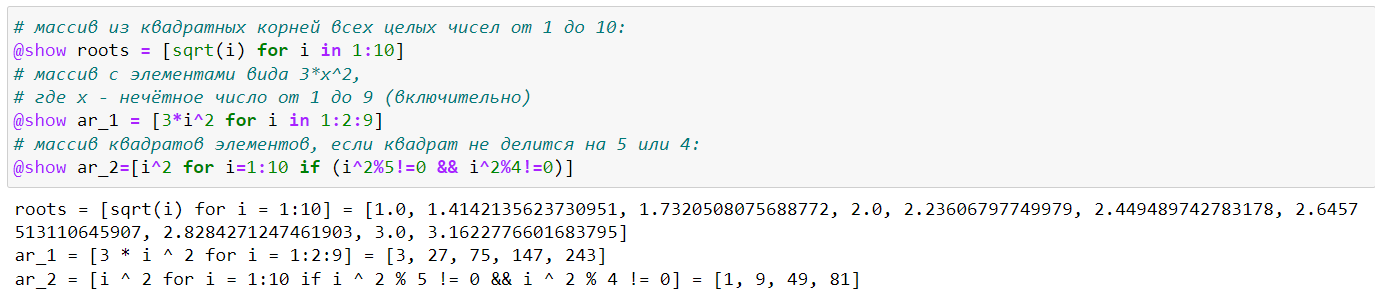 # массив из квадратных корней всех целых чисел от 1 до 10:
@show roots = [sqrt(i) for i in 1:10]
# массив с элементами вида 3*x^2,
# где x - нечётное число от 1 до 9 (включительно)
@show ar_1 = [3*i^2 for i in 1:2:9]
# массив квадратов элементов, если квадрат не делится на 5 или 4:
@show ar_2=[i^2 for i=1:10 if (i^2%5!=0 && i^2%4!=0)]
roots = [sqrt(i) for i = 1:10] = [1.0, 1.4142135623730951, 1.7320508075688772, 2.0, 2.23606797749979, 2.449489742783178, 2.6457
513110645907, 2.8284271247461903, 3.0, 3.1622776601683795]
ar_1 = [3 * i ^ 2 for i = 1:2:9] = [3, 27, 75, 147, 243]
ar_2 = [i ^ 2 for i = 1:10 if i ^ 2 % 5 != 0 && i ^ 2 % 4 != 0] = [1, 9, 49, 81]